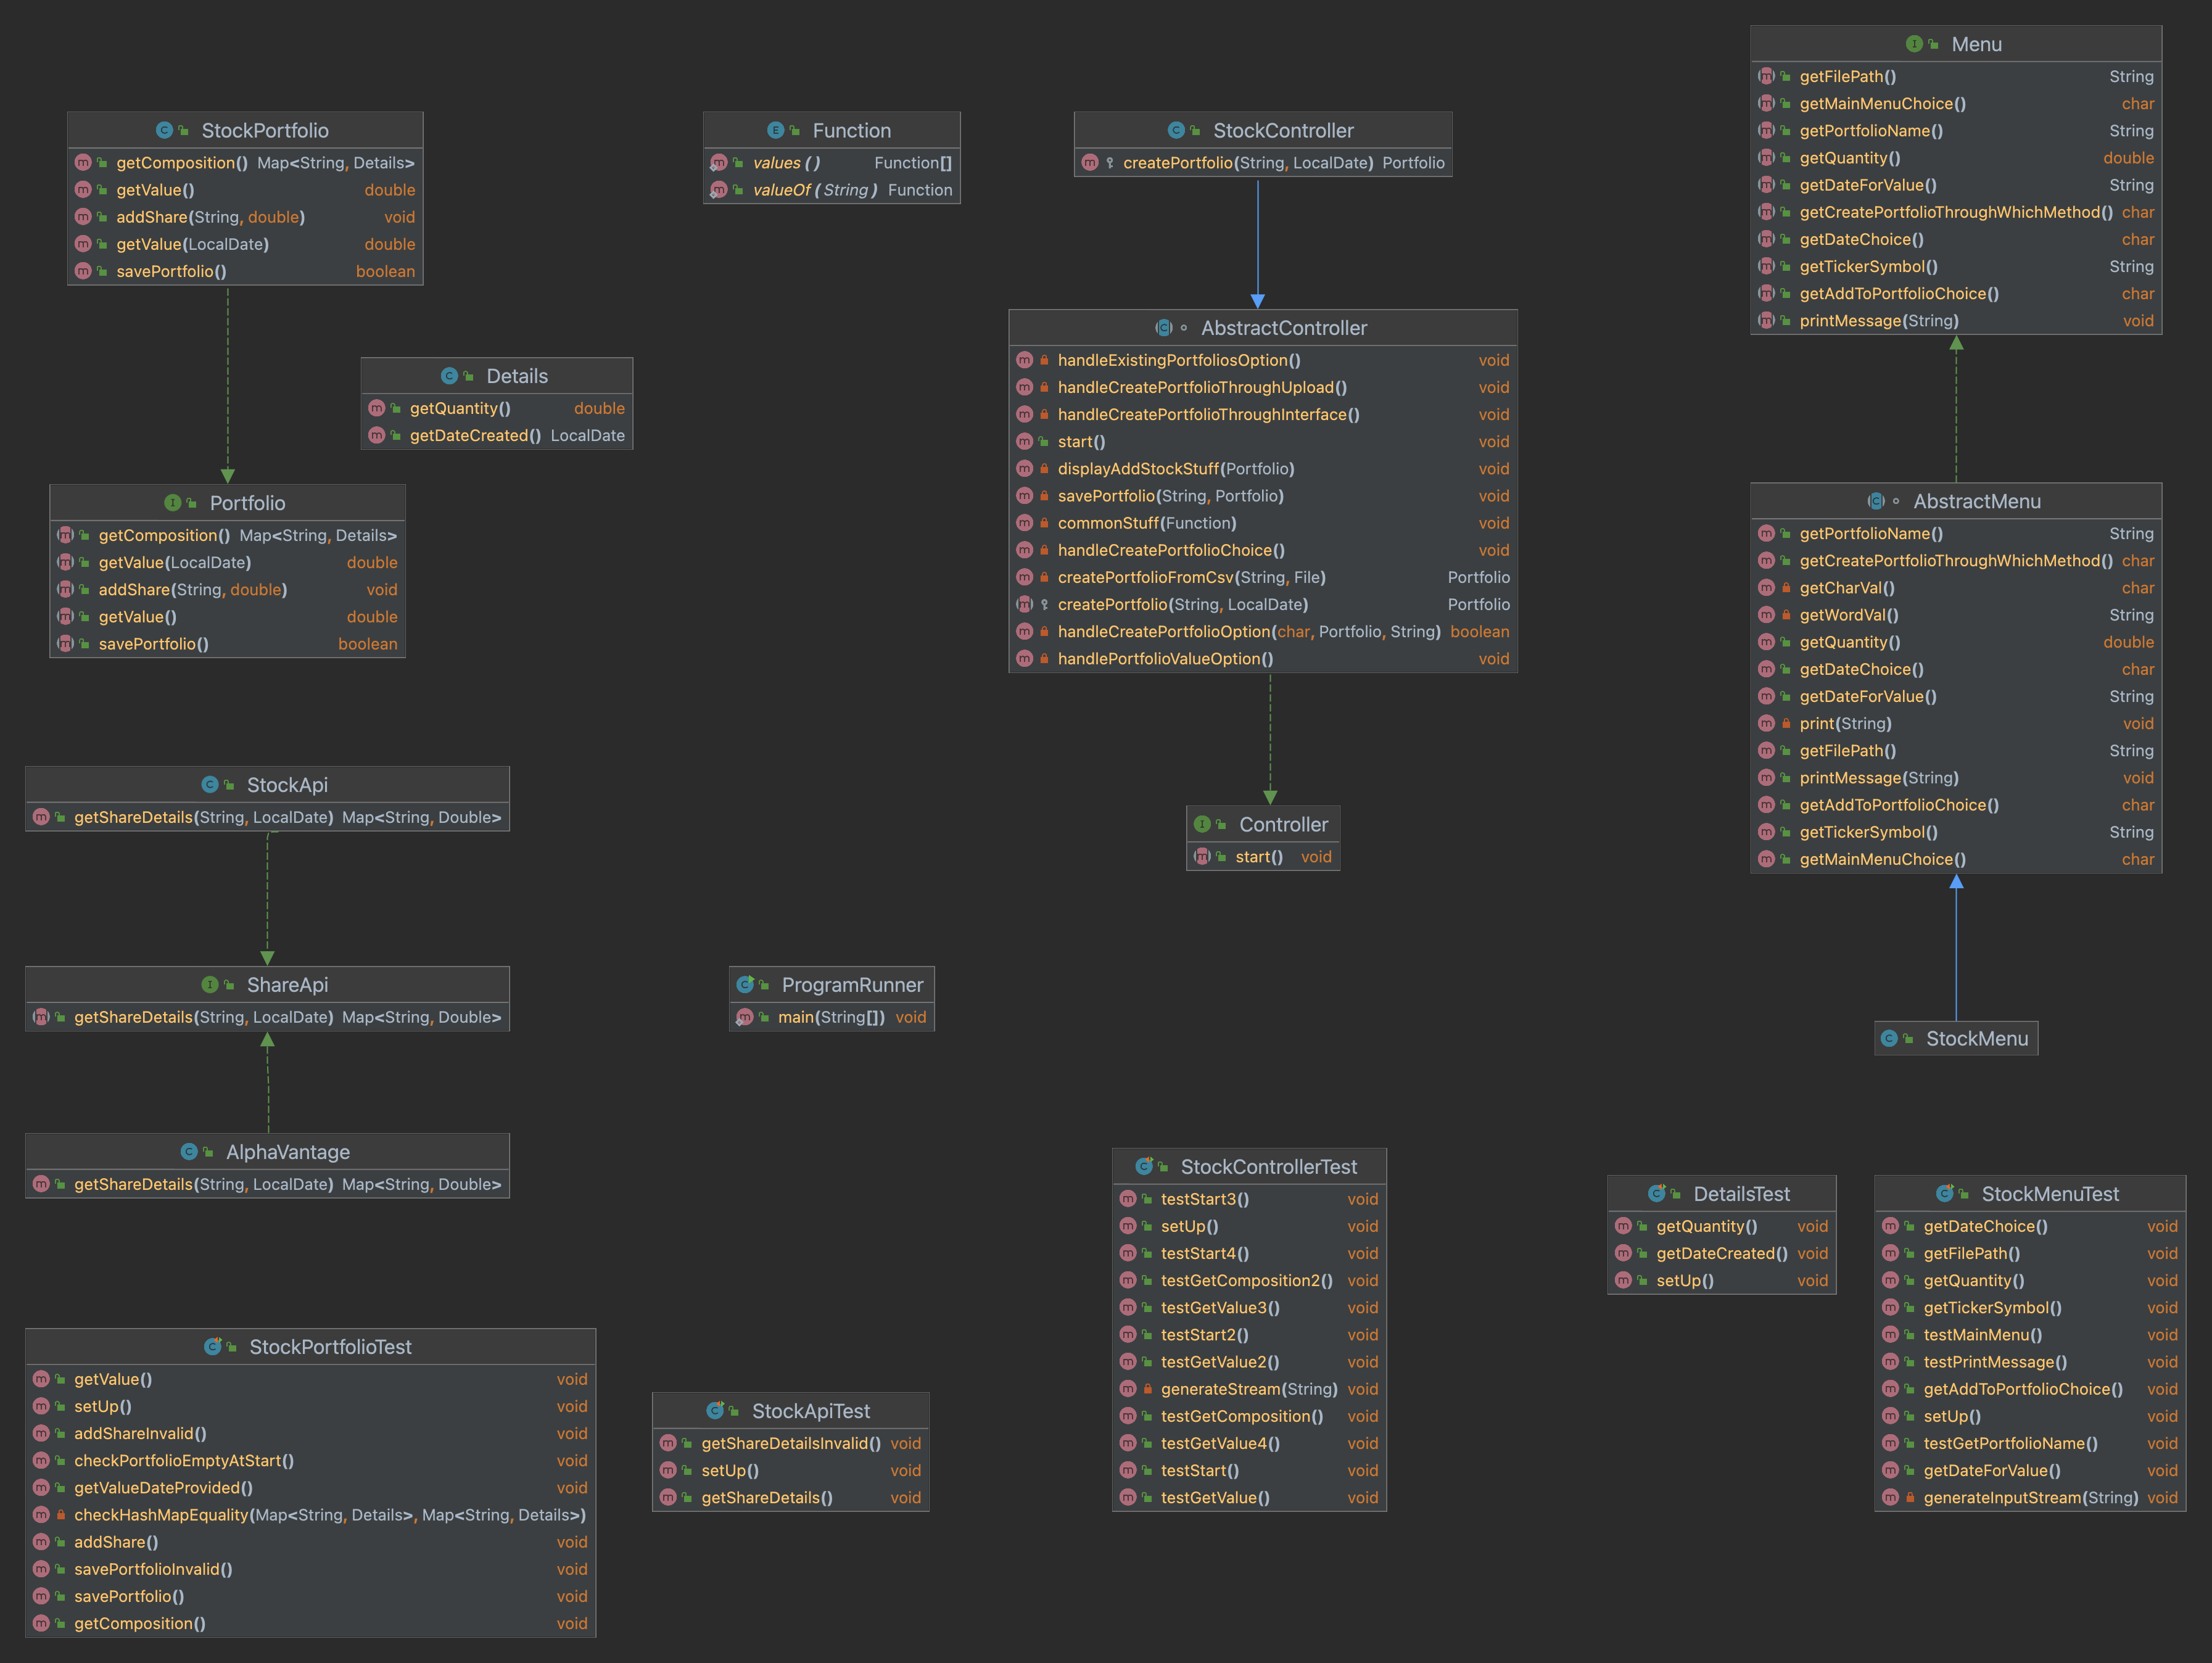 StockPortfolio
getComposition() Map<String, Details>
getValue() double
addShare(String, double) void
getValue(LocalDate) double
savePortfolio() boolean
Function
values () Function[]
valueOf (String) Function
StockController
createPortfolio(String, LocalDate) Portfolio
Menu
getFilePath() String
getMainMenuChoice() char
getPortfolioName() String
getQuantity() double
getDateForValue() String
getCreatePortfolioThroughWhichMethod() char
getDateChoice() char
getTickerSymbol() String
getAddToPortfolioChoice() char
printMessage(String) void
Details
getQuantity() double
getDateCreated() LocalDate
AbstractController
handleExistingPortfoliosOption() void
handleCreatePortfolioThroughUpload() void
handleCreatePortfolioThroughInterface() void
start() void
displayAddStockStuff(Portfolio) void
savePortfolio(String, Portfolio) void
commonStuff(Function) void
handleCreatePortfolioChoice() void
createPortfolioFromCsv(String, File) Portfolio
createPortfolio(String, LocalDate) Portfolio
handleCreatePortfolioOption(char, Portfolio, String) boolean
handlePortfolioValueOption() void
Portfolio
getComposition() Map<String, Details>
getValue(LocalDate) double
addShare(String, double) void
getValue() double
savePortfolio() boolean
AbstractMenu
getPortfolioName() String
getCreatePortfolioThroughWhichMethod() char
getCharVal() char
getWordVal() String
getQuantity() double
getDateChoice() char
getDateForValue() String
print(String) void
getFilePath() String
printMessage(String) void
getAddToPortfolioChoice() char
getTickerSymbol() String
getMainMenuChoice() char
StockApi
getShareDetails(String, LocalDate) Map<String, Double>
Controller
start() void
ShareApi
getShareDetails(String, LocalDate) Map<String, Double>
ProgramRunner
main(String[]) void
StockMenu
AlphaVantage
getShareDetails(String, LocalDate) Map<String, Double>
StockControllerTest
testStart3() void
setUp() void
testStart4() void
testGetComposition2() void
testGetValue3() void
testStart2() void
testGetValue2() void
generateStream(String) void
testGetComposition() void
testGetValue4() void
testStart() void
testGetValue() void
DetailsTest
getQuantity() void
getDateCreated() void
setUp() void
StockMenuTest
getDateChoice() void
getFilePath() void
getQuantity() void
getTickerSymbol() void
testMainMenu() void
testPrintMessage() void
getAddToPortfolioChoice() void
setUp() void
testGetPortfolioName() void
getDateForValue() void
generateInputStream(String) void
StockPortfolioTest
getValue() void
setUp() void
addShareInvalid() void
checkPortfolioEmptyAtStart() void
getValueDateProvided() void
checkHashMapEquality(Map<String, Details>, Map<String, Details>)
addShare() void
savePortfolioInvalid() void
savePortfolio() void
getComposition() void
StockApiTest
getShareDetailsInvalid() void
setUp() void
getShareDetails() void